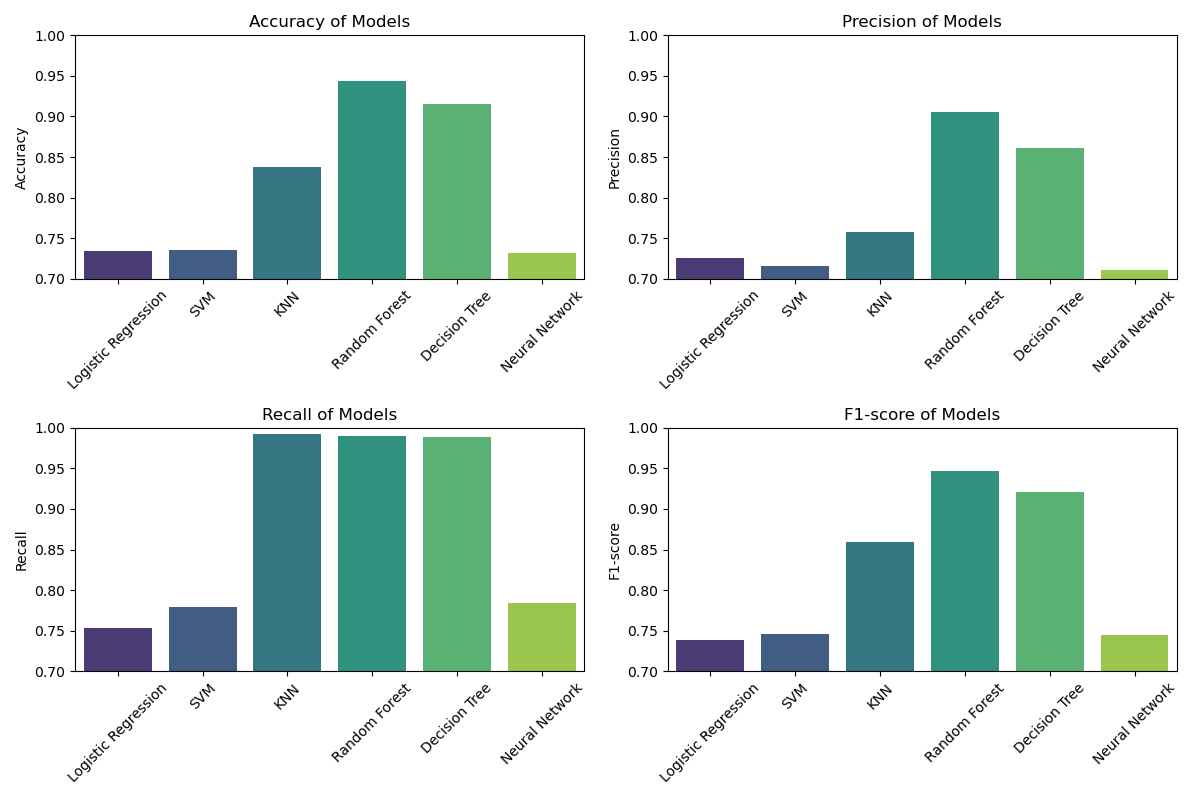 Accuracy of Models
Accuracy
1.00
0.95
0.90
0.85
0.80
0.75
0.70
Logistic Regression
SVM
KNN
Random Forest
Decision Tree
Neural Network
Precision of Models
Precision
1.00
0.95
0.90
0.85
0.80
0.75
0.70
Logistic Regression
SVM
KNN
Random Forest
Decision Tree
Neural Network
Recall of Models
Recall
1.00
0.95
0.90
0.85
0.80
0.75
0.70
Logistic Regression
SVM
KNN
Random Forest
Decision Tree
Neural Network
F1-score of Models
F1-score
1.00
0.95
0.90
0.85
0.80
0.75
0.70
Logistic Regression
SVM
KNN
Random Forest
Decision Tree
Neural Network